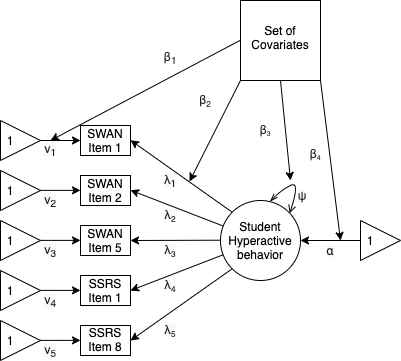 Set of
Covariates
β1
β2
β3
β4
1
v1
SWAN
Item 1
λ1
1
v2
SWAN
Item 2
λ2
ψ
1
v3
SWAN
Item 5
λ3
Student
Hyperactive
behavior
α
1
1
v4
SSRS
Item 1
λ4
1
v5
SSRS
Item 8
λ5